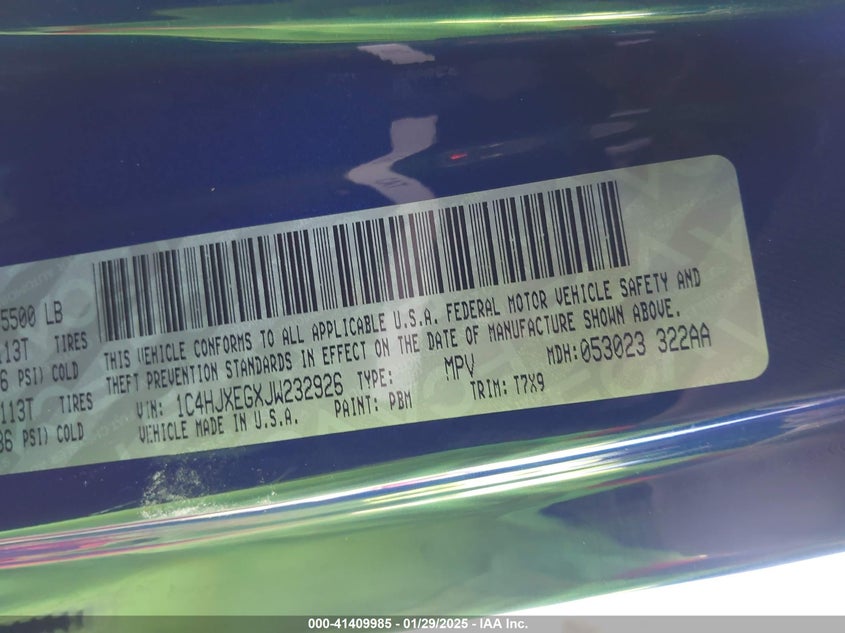 5500 LB
113T TIRES
6 PSI) COLD
113T TIRES
36 PSI) COLD
THIS VEHICLE CONFORMS TO ALL APPLICABLE U.S.A. FEDERAL MOTOR VEHICLE SAFETY AND
THEFT PREVENTION STANDARDS IN EFFECT ON THE DATE OF MANUFACTURE SHOWN ABOVE.
VIN: 1C4HJXEGXJW232926 TYPE: MPV MDH:053023 322AA
VEHICLE MADE IN U.S.A. PAINT: PBM TRIM: T7X9
000-41409985 - 01/29/2025 - IAA Inc.